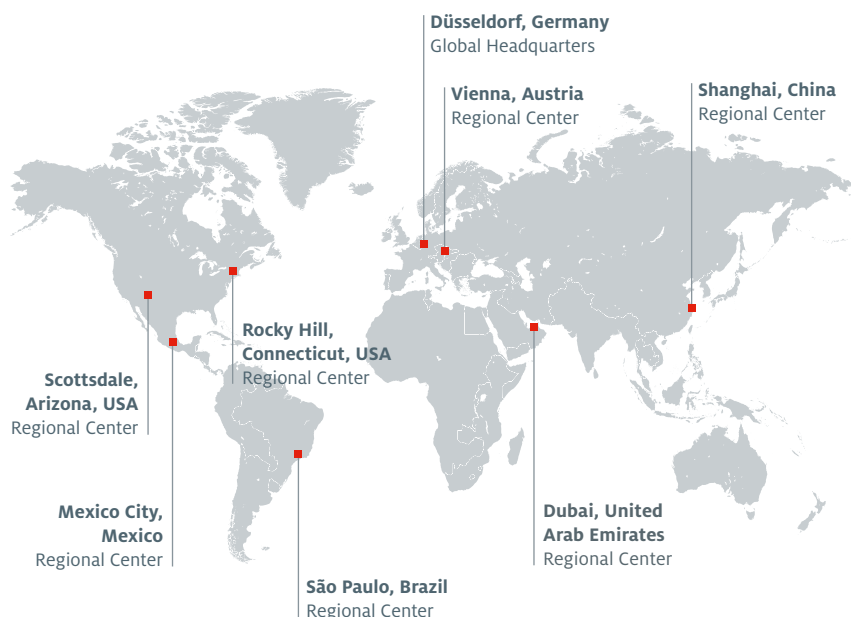 Düsseldorf, Germany
Global Headquarters
Vienna, Austria
Regional Center
Shanghai, China
Regional Center
Rocky Hill,
Connecticut, USA
Regional Center
Scottsdale,
Arizona, USA
Regional Center
Mexico City,
Mexico
Regional Center
Dubai, United
Arab Emirates
Regional Center
São Paulo, Brazil
Regional Center